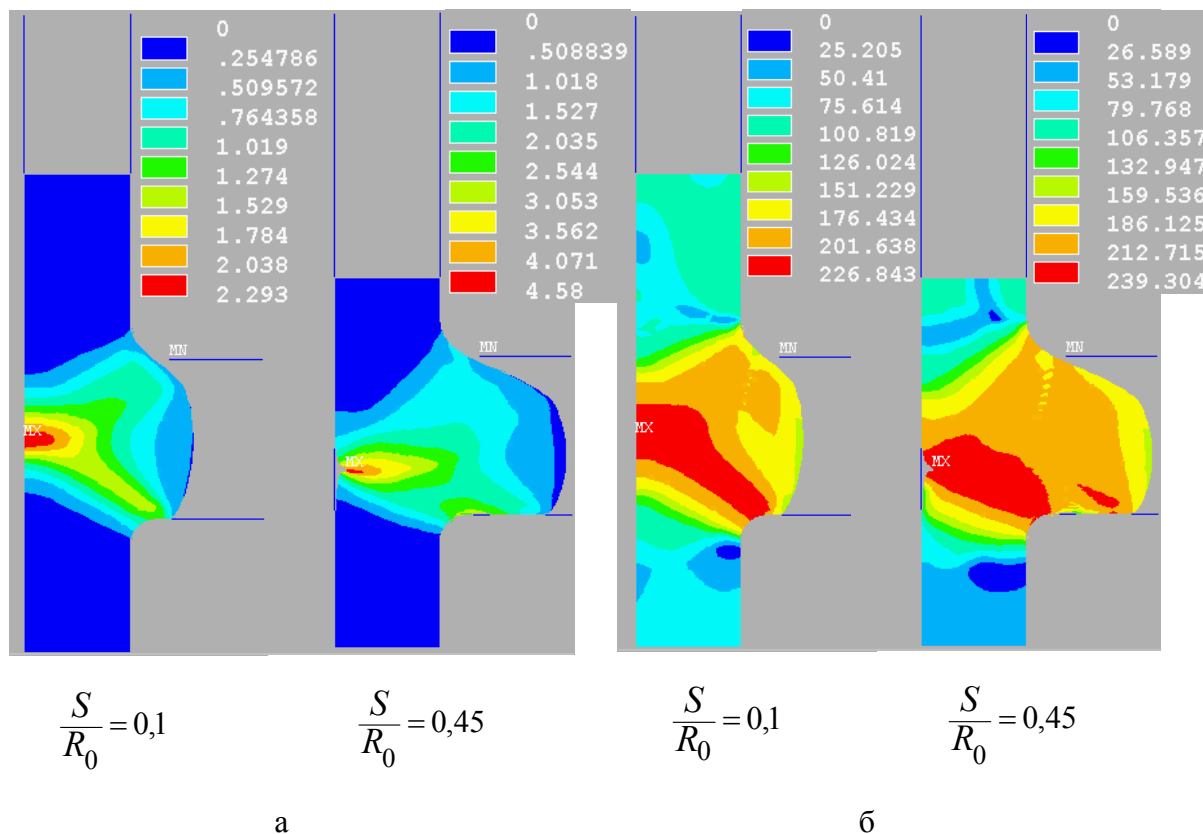 0
.254786
.509572
.764358
1.019
1.274
1.529
1.784
2.038
2.293
MN
MX
0
.508839
1.018
1.527
2.035
2.544
3.053
3.562
4.071
4.58
MN
MX
0
25.205
50.41
75.614
100.819
126.024
151.229
176.434
201.638
226.843
MN
MX
0
26.589
53.179
79.768
106.357
132.947
159.536
186.125
212.715
239.304
MN
MX
S/R₀ = 0,1
S/R₀ = 0,45
S/R₀ = 0,1
S/R₀ = 0,45
а
б